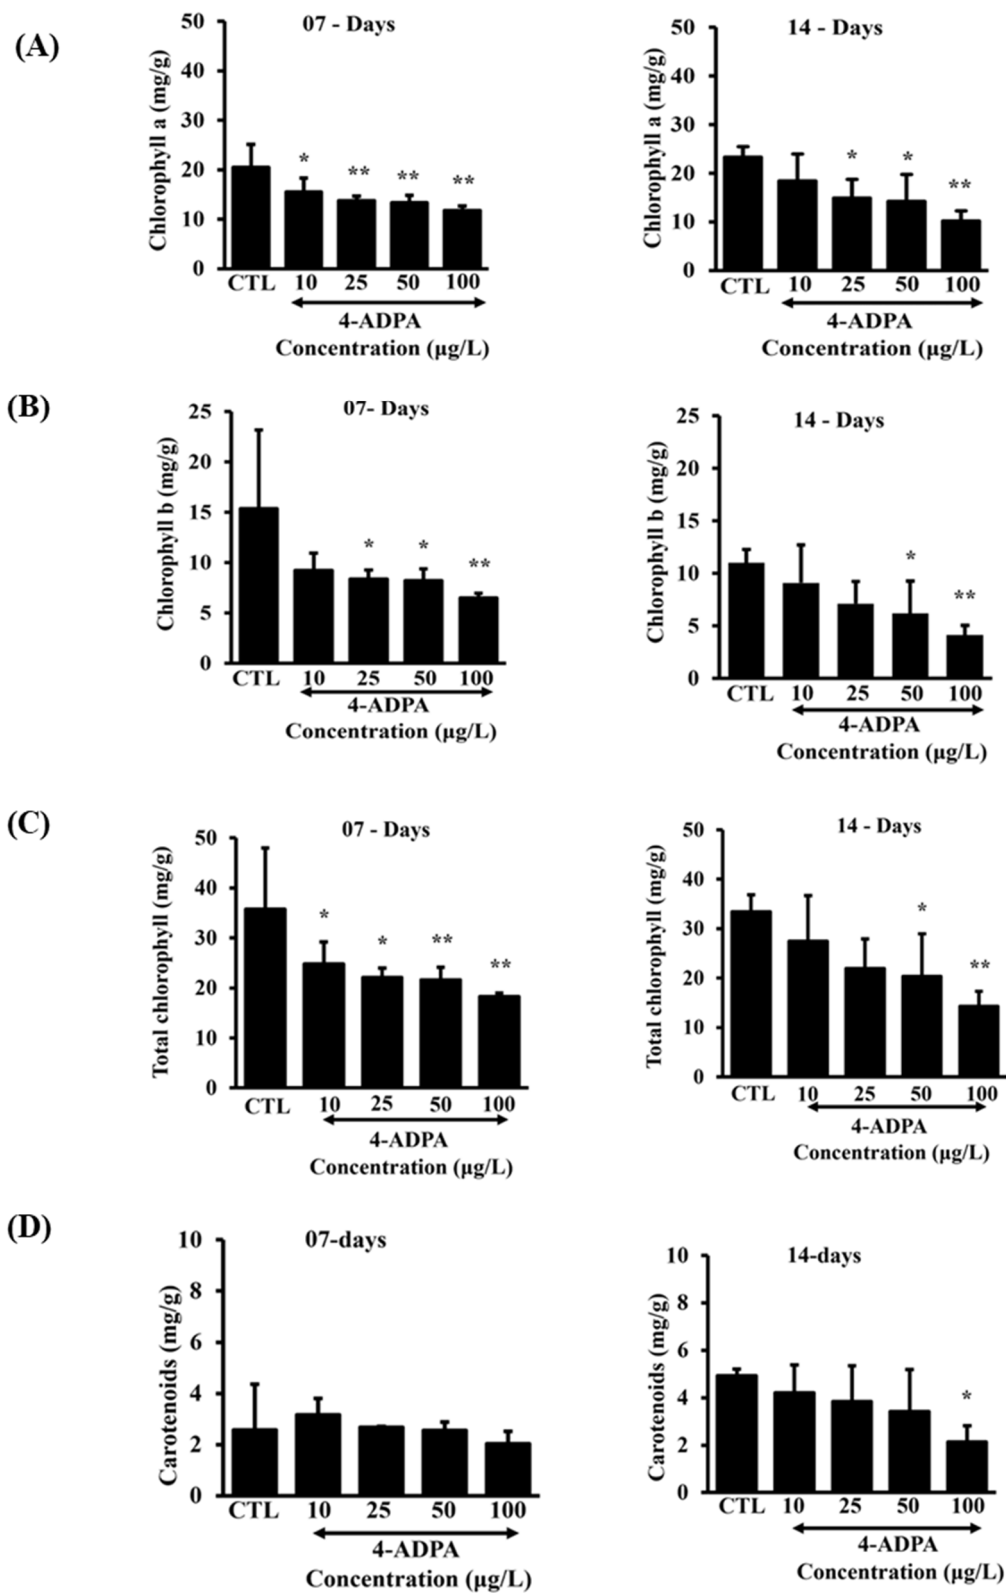 (A)
07 - Days
Chlorophyll a (mg/g)
50
40
30
20
10
0
*
**
**
**
CTL 10 25 50 100
4-ADPA
Concentration (µg/L)
14 - Days
Chlorophyll a (mg/g)
50
40
30
20
10
0
*
*
**
CTL 10 25 50 100
4-ADPA
Concentration (µg/L)
(B)
07- Days
Chlorophyll b (mg/g)
25
20
15
10
5
0
*
*
**
CTL 10 25 50 100
4-ADPA
Concentration (µg/L)
14 - Days
Chlorophyll b (mg/g)
25
20
15
10
5
0
*
**
CTL 10 25 50 100
4-ADPA
Concentration (µg/L)
(C)
07 - Days
Total chlorophyll (mg/g)
50
40
30
20
10
0
*
*
**
**
CTL 10 25 50 100
4-ADPA
Concentration (µg/L)
14 - Days
Total chlorophyll (mg/g)
50
40
30
20
10
0
*
**
CTL 10 25 50 100
4-ADPA
Concentration (µg/L)
(D)
07-days
Carotenoids (mg/g)
10
8
6
4
2
0
CTL 10 25 50 100
4-ADPA
Concentration (µg/L)
14-days
Carotenoids (mg/g)
10
8
6
4
2
0
*
CTL 10 25 50 100
4-ADPA
Concentration (µg/L)